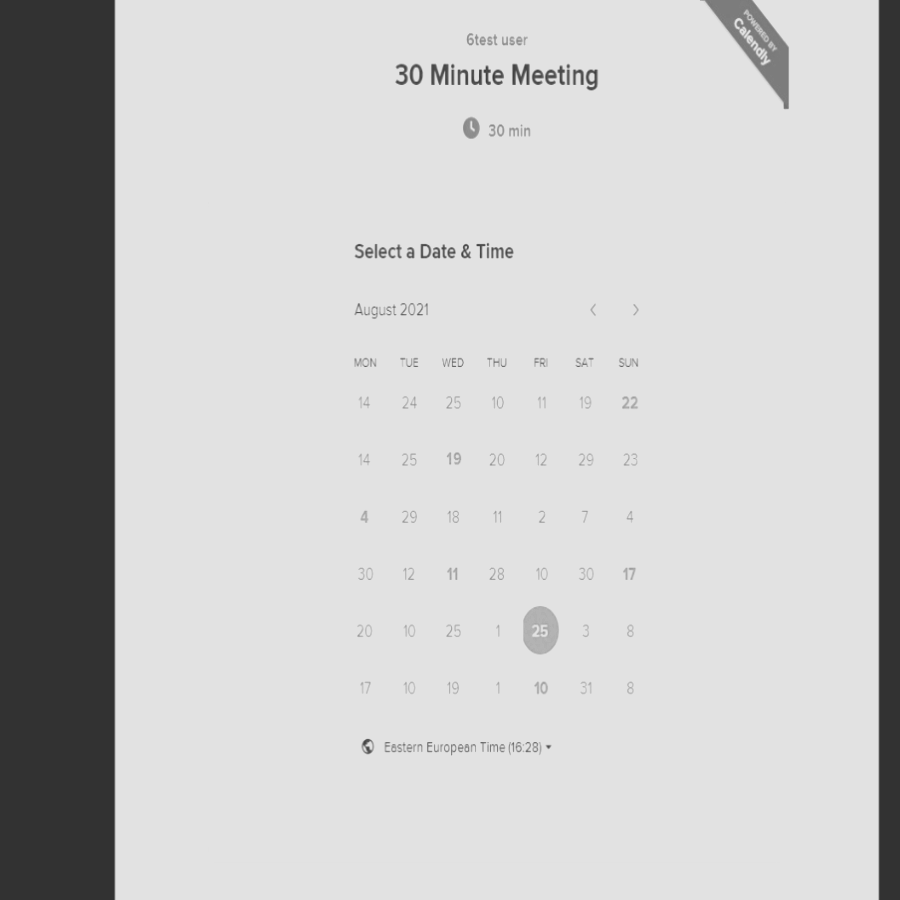 POWERED BY
Calendly
6test user
30 Minute Meeting
30 min
Select a Date & Time
August 2021
MON TUE WED THU FRI SAT SUN
14 24 25 10 11 19 22
14 25 19 20 12 29 23
4 29 18 11 2 7 4
30 12 11 28 10 30 17
20 10 25 1 25 3 8
17 10 19 1 10 31 8
Eastern European Time (16:28)